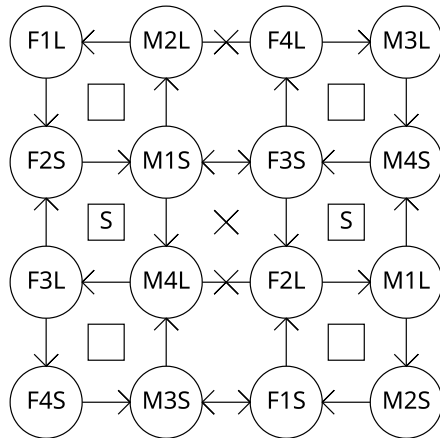 F1L M2L F4L M3L
F2S M1S F3S M4S
S S
F3L M4L F2L M1L
F4S M3S F1S M2S